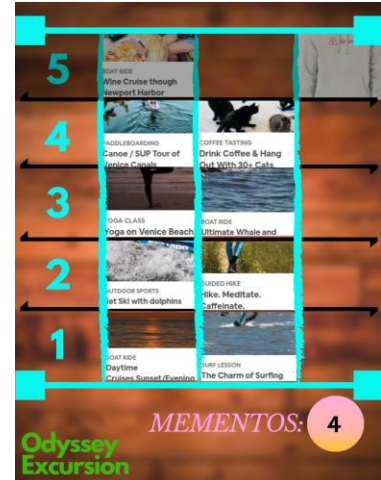 5
BOAT RIDE
Wine Cruise though
Newport Harbor
4
PADDLEBOARDING
Canoe / SUP Tour of
Venice Canals
COFFEE TASTING
Drink Coffee & Hang
Out With 30+ Cats
3
YOGA CLASS
Yoga on Venice Beach
BOAT RIDE
Ultimate Whale and
2
OUTDOOR SPORTS
Jet Ski with dolphins
GUIDED HIKE
Hike. Meditate.
Caffeinate.
1
BOAT RIDE
Daytime
Cruises Sunset/Evening
SURF LESSON
The Charm of Surfing
MEMENTOS: 4
Odyssey
Excursion